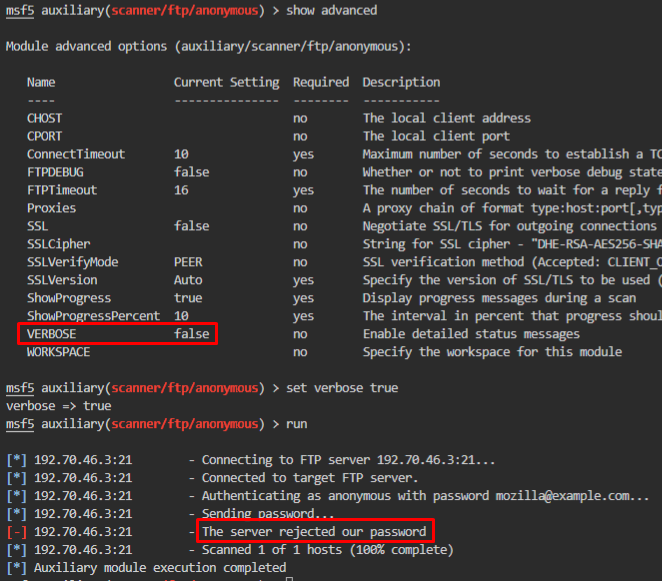 msf5 auxiliary(scanner/ftp/anonymous) > show advanced
Module advanced options (auxiliary/scanner/ftp/anonymous):
Name Current Setting Required Description
---- --------------- -------- -----------
CHOST no The local client address
CPORT no The local client port
ConnectTimeout 10 yes Maximum number of seconds to establish a TC
FTPDEBUG false no Whether or not to print verbose debug state
FTPTimeout 16 yes The number of seconds to wait for a reply f
Proxies no A proxy chain of format type:host:port[,typ
SSL false no Negotiate SSL/TLS for outgoing connections
SSLCipher no String for SSL cipher - "DHE-RSA-AES256-SHA
SSLVerifyMode PEER no SSL verification method (Accepted: CLIENT_O
SSLVersion Auto yes Specify the version of SSL/TLS to be used (
ShowProgress true yes Display progress messages during a scan
ShowProgressPercent 10 yes The interval in percent that progress shoul
VERBOSE false no Enable detailed status messages
WORKSPACE no Specify the workspace for this module
msf5 auxiliary(scanner/ftp/anonymous) > set verbose true
verbose => true
msf5 auxiliary(scanner/ftp/anonymous) > run
[*] 192.70.46.3:21 - Connecting to FTP server 192.70.46.3:21...
[*] 192.70.46.3:21 - Connected to target FTP server.
[*] 192.70.46.3:21 - Authenticating as anonymous with password mozilla@example.com...
[*] 192.70.46.3:21 - Sending password...
[-] 192.70.46.3:21 - The server rejected our password
[*] 192.70.46.3:21 - Scanned 1 of 1 hosts (100% complete)
[*] Auxiliary module execution completed